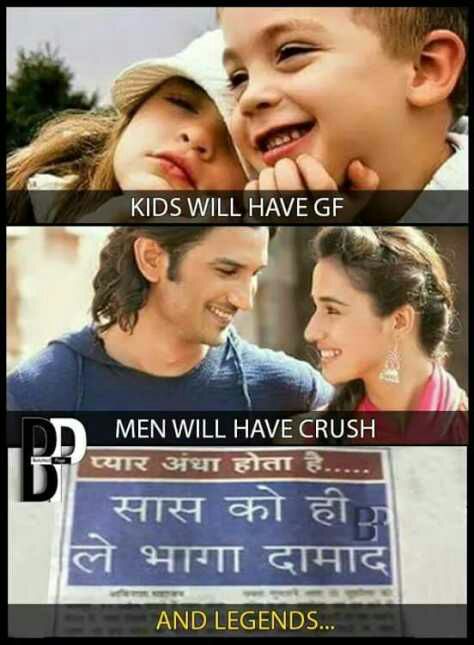 KIDS WILL HAVE GF
MEN WILL HAVE CRUSH
प्यार अंधा होता है.....
सास को ही
ले भागा दामाद
AND LEGENDS...